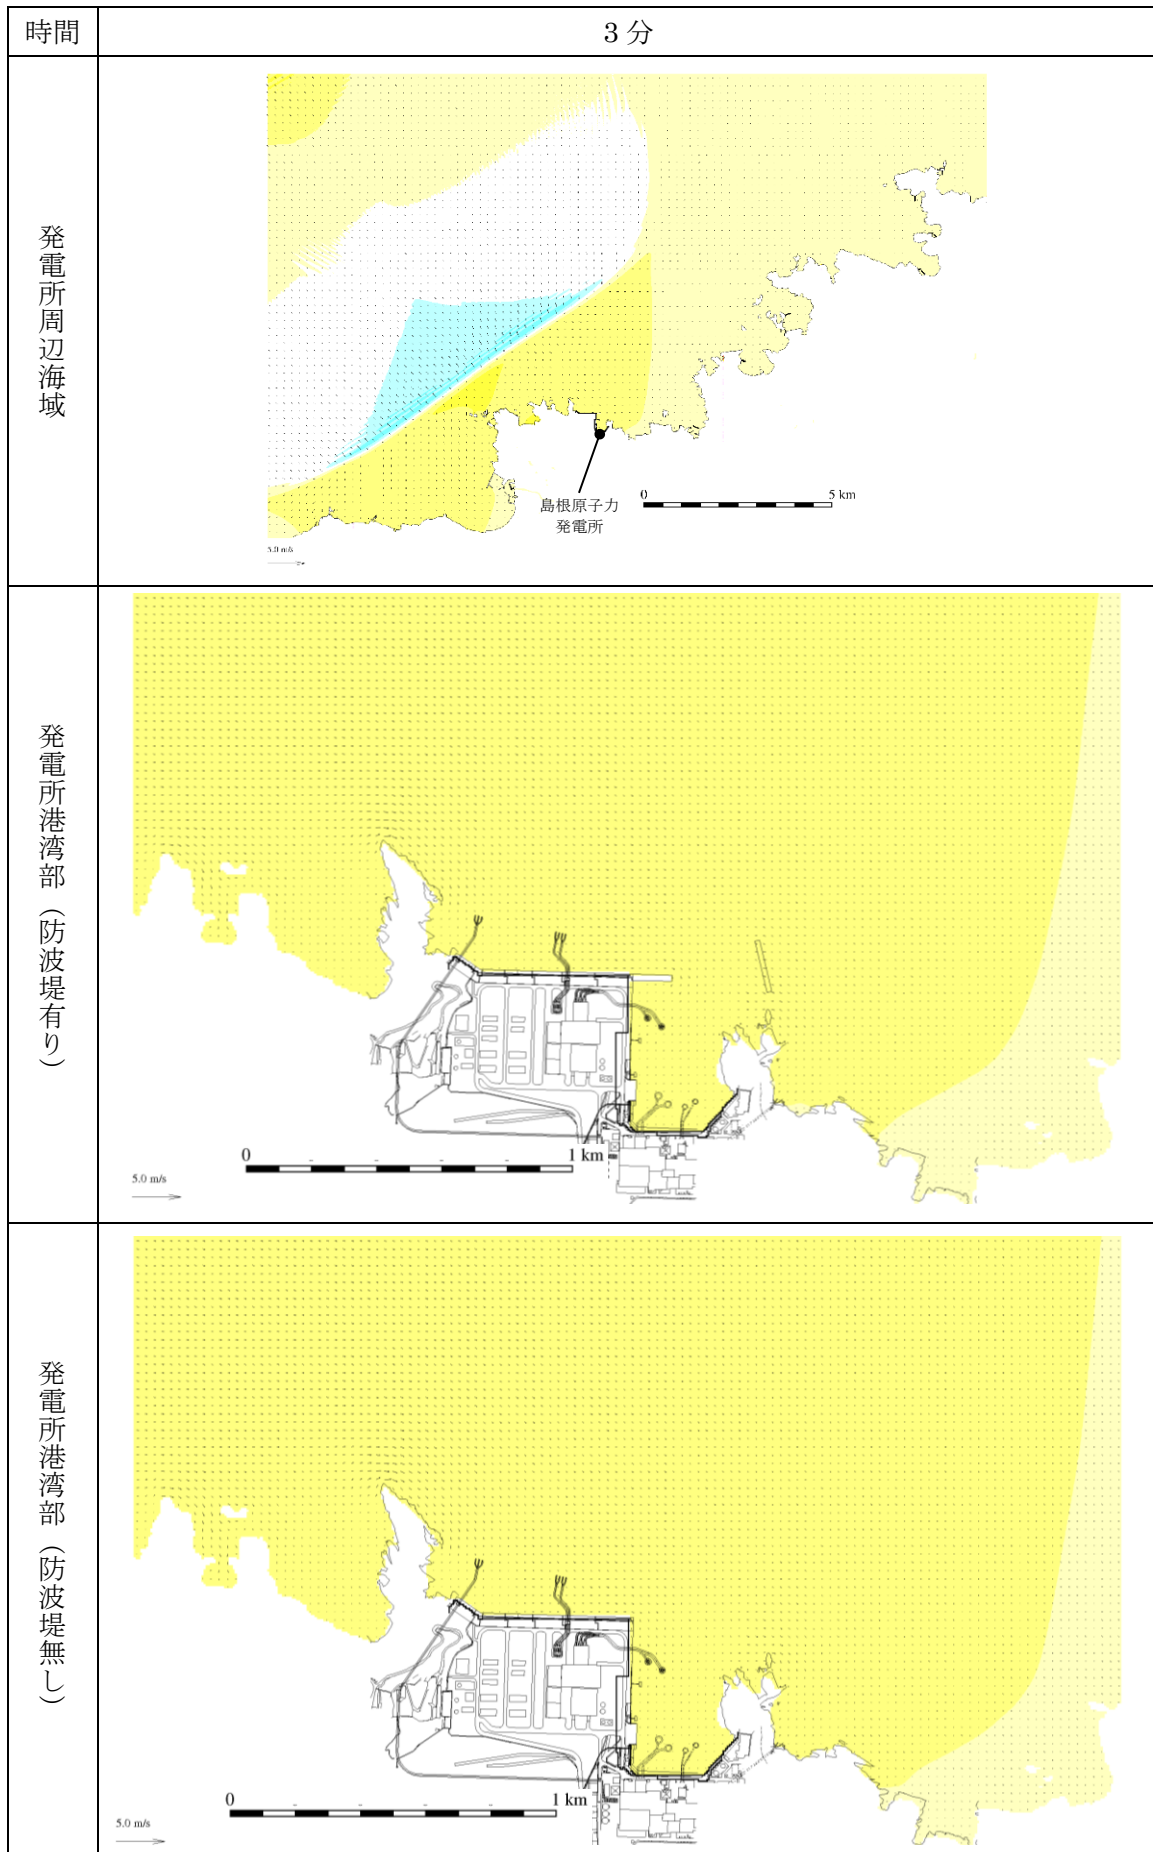 時間
3分
発電所周辺海域
島根原子力
発電所
0 5 km
5.0 m/s
発電所港湾部（防波堤有り）
0 1 km
5.0 m/s
発電所港湾部（防波堤無し）
0 1 km
5.0 m/s